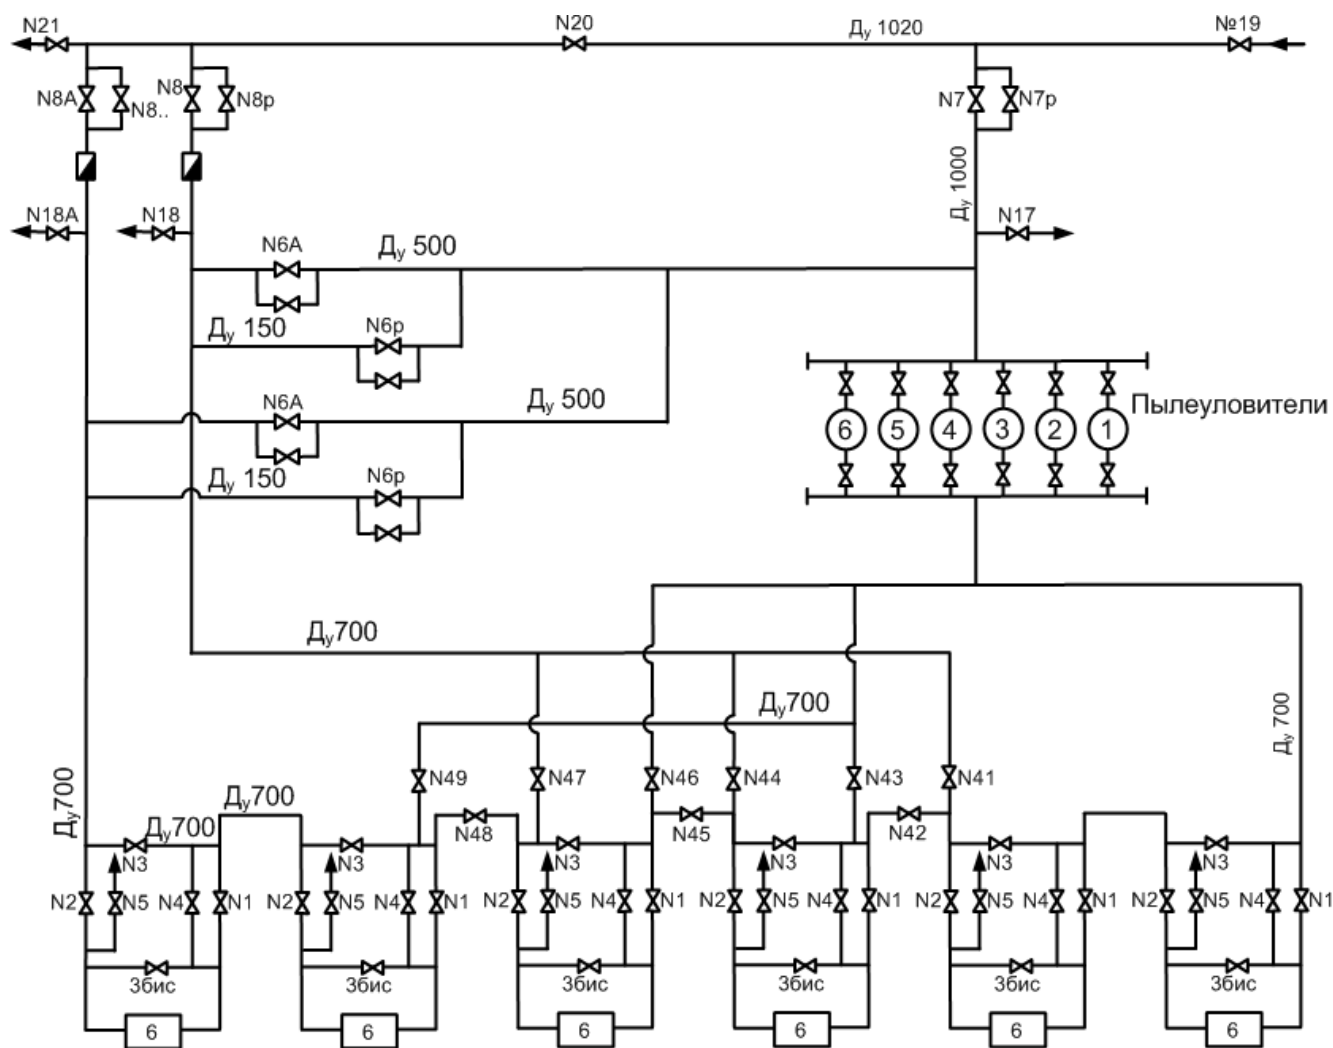 N21
N20
Ду 1020
№19
N8A
N8..
N8
N8p
N7
N7p
Ду 1000
N18A
N18
N17
N6A
Ду 500
Ду 150
N6p
N6A
Ду 500
Пылеуловители
6 5 4 3 2 1
Ду 150
N6p
Ду700
Ду700
Ду 700
N49 N47 N46 N44 N43 N41
Ду700
Ду700
Ду700
N48 N45 N42
N3 N3 N3 N3 N3 N3
N2 N5 N4 N1 N2 N5 N4 N1 N2 N5 N4 N1 N2 N5 N4 N1 N2 N5 N4 N1 N2 N5 N4 N1
3бис 3бис 3бис 3бис 3бис 3бис
6 6 6 6 6 6